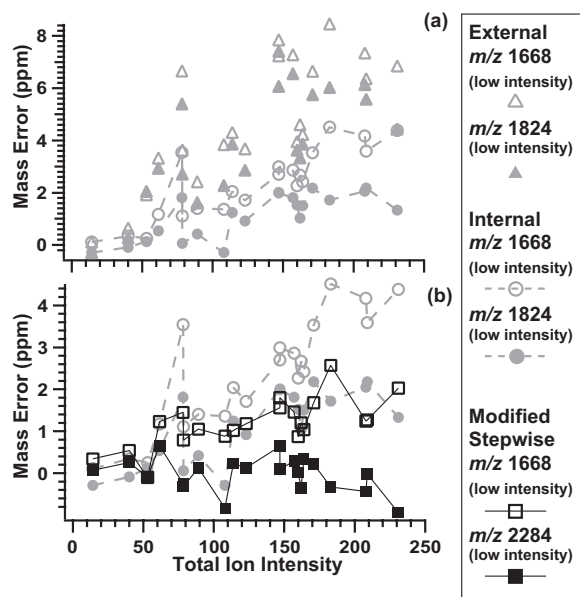 (a)
8
6
4
2
0
Mass Error (ppm)
(b)
4
3
2
1
0
Mass Error (ppm)
0 50 100 150 200 250
Total Ion Intensity
External
m/z 1668
(low intensity)
m/z 1824
(low intensity)
Internal
m/z 1668
(low intensity)
m/z 1824
(low intensity)
Modified
Stepwise
m/z 1668
(low intensity)
m/z 2284
(low intensity)